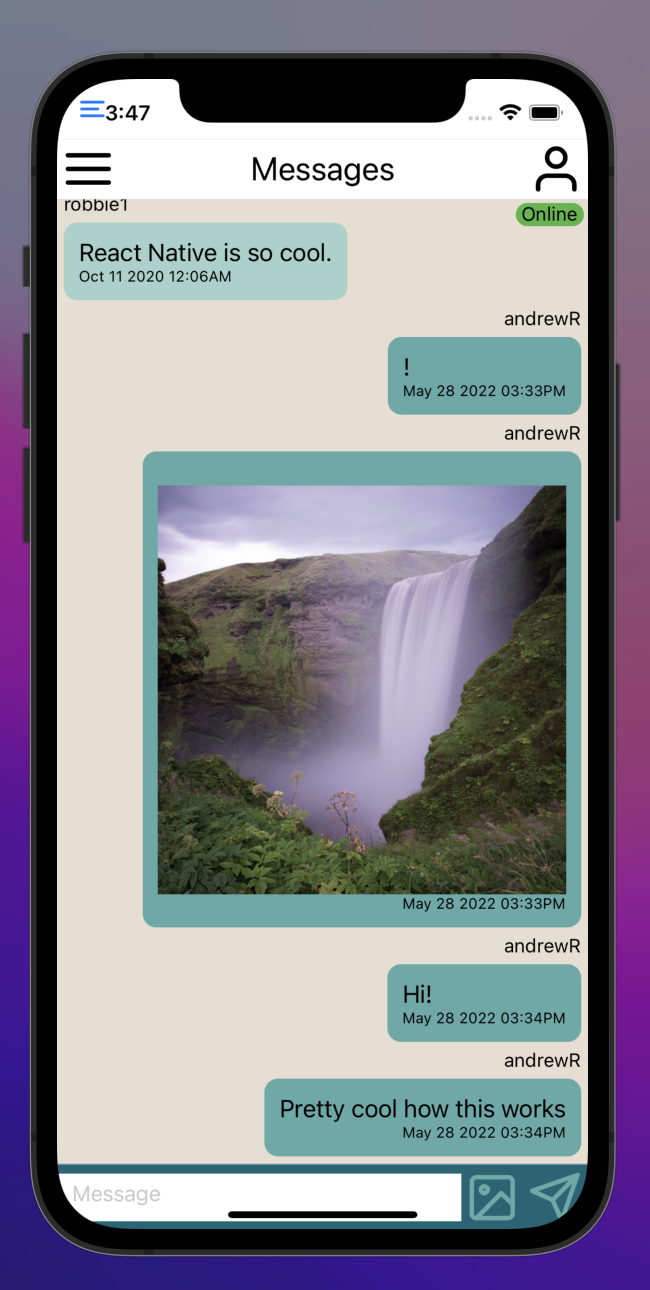 3:47
Messages
robbie1
Online
React Native is so cool.
Oct 11 2020 12:06AM
andrewR
!
May 28 2022 03:33PM
andrewR
May 28 2022 03:33PM
andrewR
Hi!
May 28 2022 03:34PM
andrewR
Pretty cool how this works
May 28 2022 03:34PM
Message